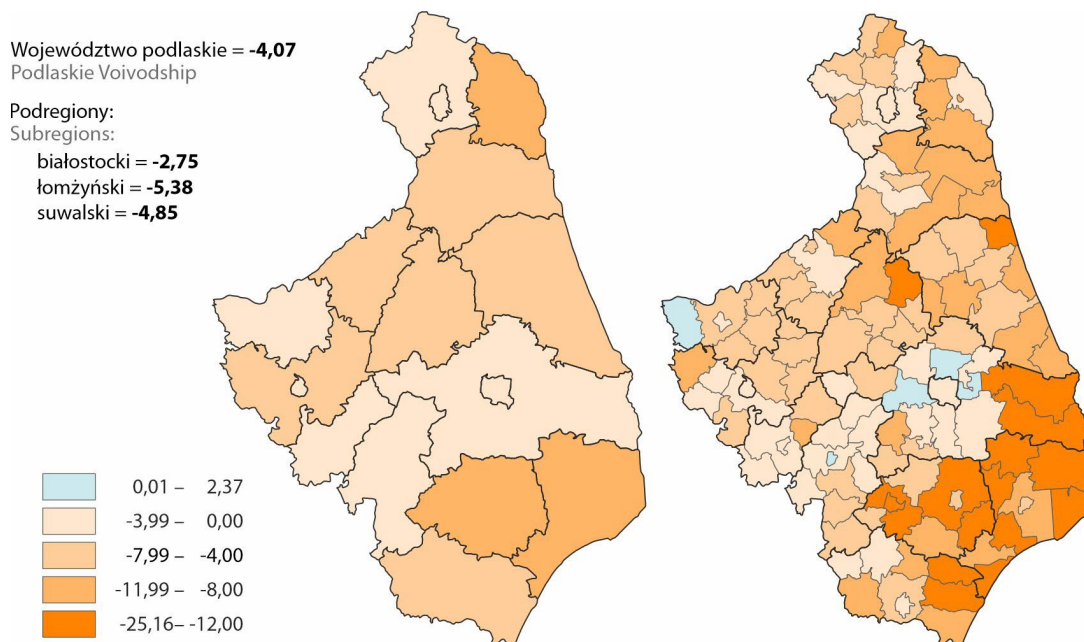 Województwo podlaskie = -4,07
Podlaskie Voivodship
Podregiony:
Subregions:
białostocki = -2,75
łomżyński = -5,38
suwalski = -4,85
0,01 – 2,37
-3,99 – 0,00
-7,99 – -4,00
-11,99 – -8,00
-25,16– -12,00